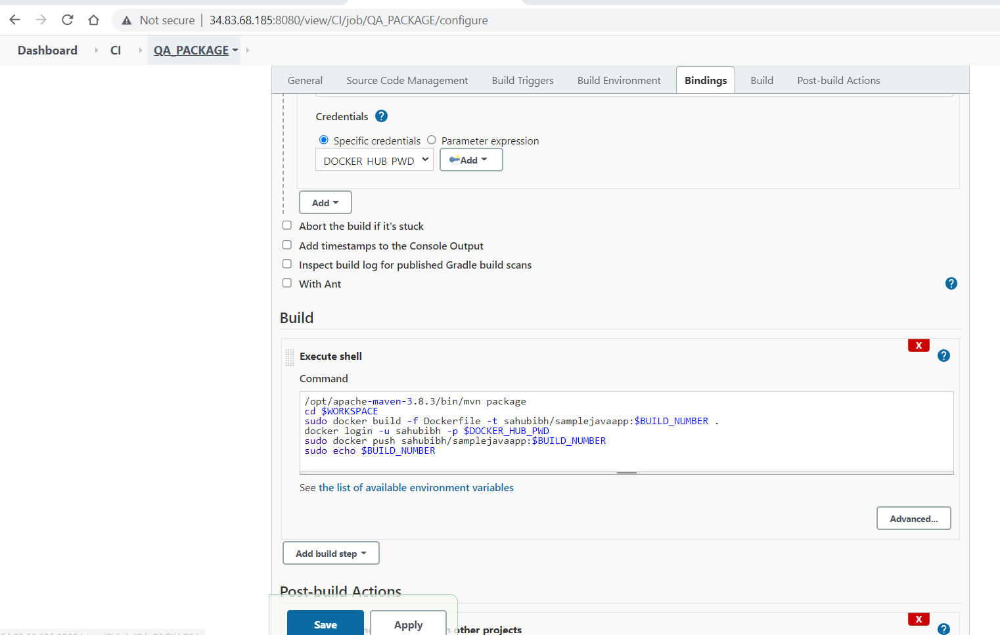 Not secure | 34.83.68.185:8080/view/CI/job/QA_PACKAGE/configure
Dashboard CI QA_PACKAGE
General Source Code Management Build Triggers Build Environment Bindings Build Post-build Actions
Credentials ?
Specific credentials Parameter expression
DOCKER_HUB_PWD Add
Add
Abort the build if it's stuck
Add timestamps to the Console Output
Inspect build log for published Gradle build scans
With Ant ?
Build
X
Execute shell ?
Command
/opt/apache-maven-3.8.3/bin/mvn package
cd $WORKSPACE
sudo docker build -f Dockerfile -t sahubibh/samplejavaapp:$BUILD_NUMBER .
docker login -u sahubibh -p $DOCKER_HUB_PWD
sudo docker push sahubibh/samplejavaapp:$BUILD_NUMBER
sudo echo $BUILD_NUMBER
See the list of available environment variables
Advanced...
Add build step
Post-build Actions
X
Save Apply
other projects ?